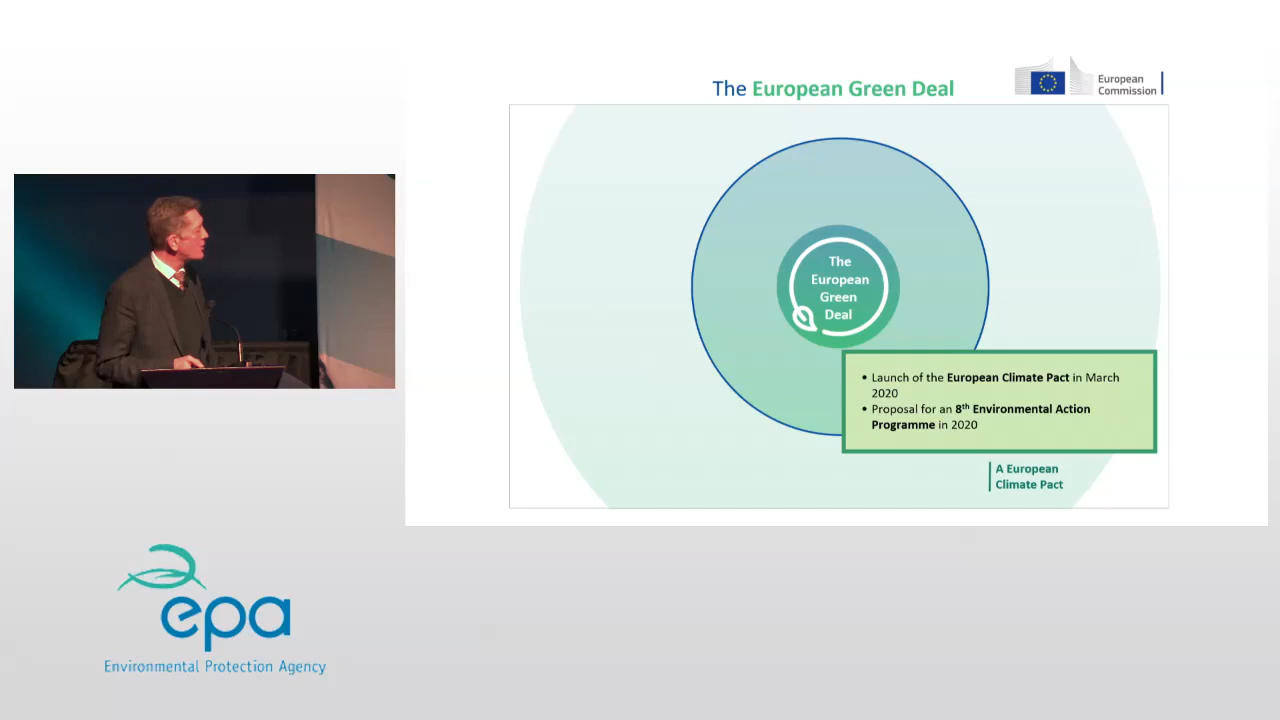 The European Green Deal
European
Commission
The
European
Green
Deal
• Launch of the European Climate Pact in March
2020
• Proposal for an 8th Environmental Action
Programme in 2020
A European
Climate Pact
epa
Environmental Protection Agency